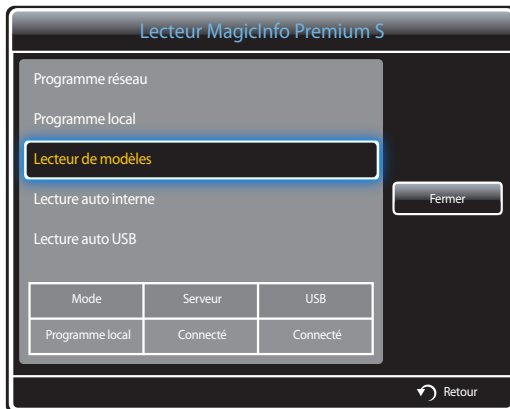 Lecteur MagicInfo Premium S
Programme réseau
Programme local
Lecteur de modèles
Lecture auto interne
Fermer
Lecture auto USB
Mode Serveur USB
Programme local Connecté Connecté
Retour